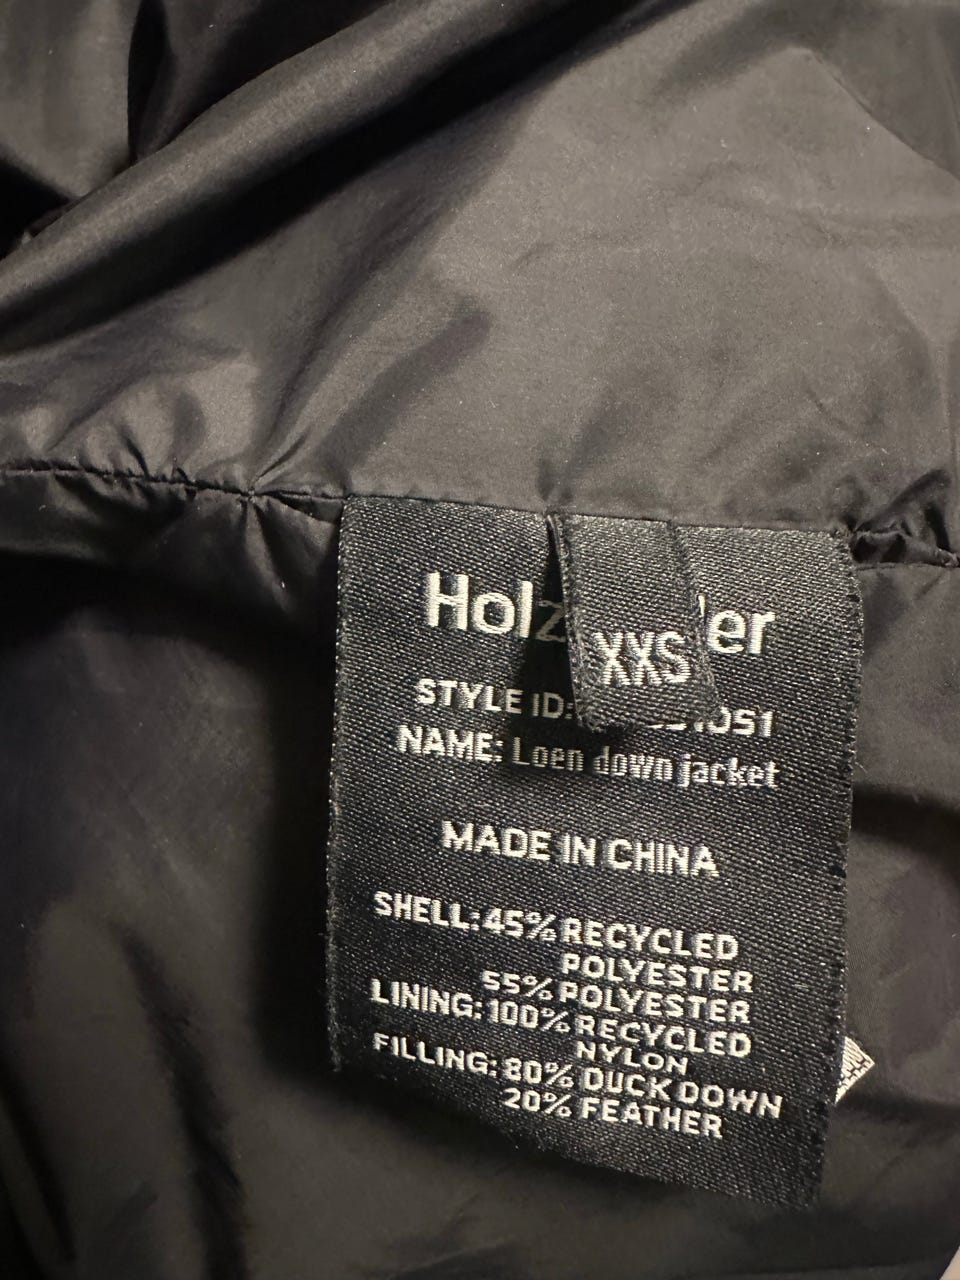 XXS
STYLE ID:
NAME: Loen down jacket
MADE IN CHINA
SHELL: 45% RECYCLED
POLYESTER
55% POLYESTER
LINING: 100% RECYCLED
NYLON
FILLING: 80% DUCK DOWN
20% FEATHER